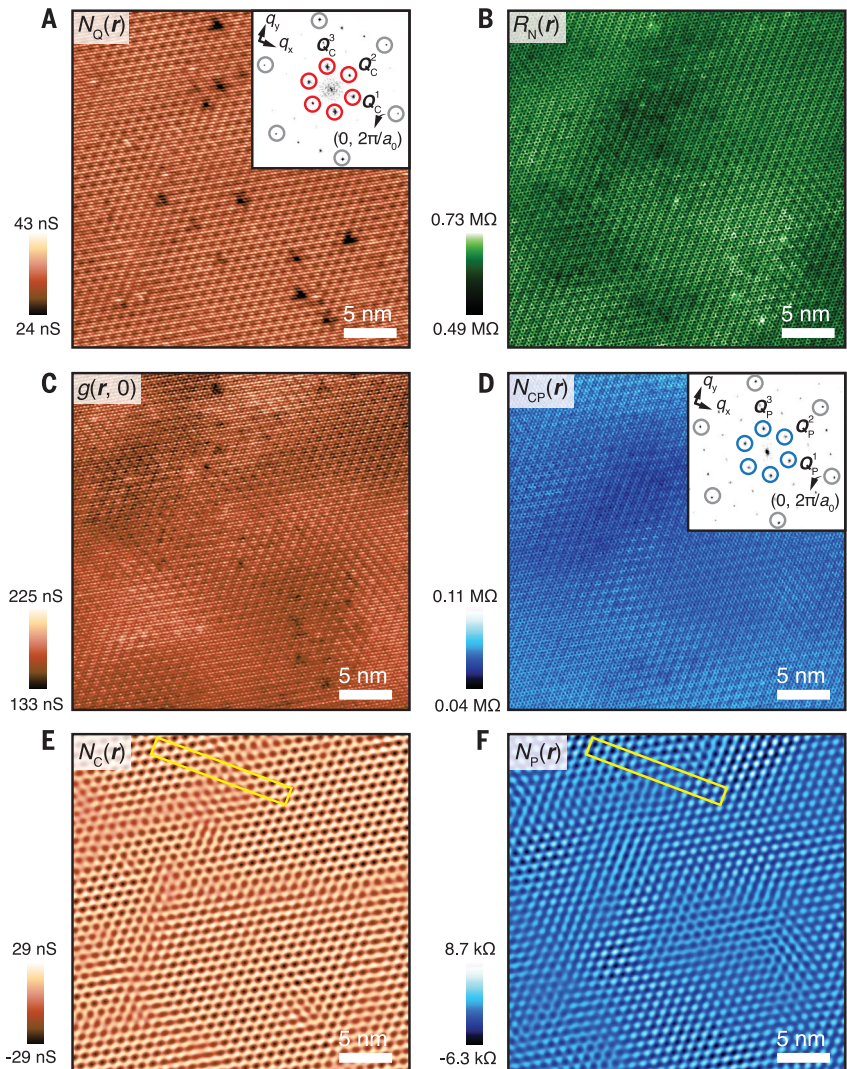 A
N_Q(r)
q_y
q_x
Q_C^3
Q_C^2
Q_C^1
(0, 2π/a_0)
43 nS
24 nS
5 nm
B
R_N(r)
0.73 MΩ
0.49 MΩ
5 nm
C
g(r, 0)
225 nS
133 nS
5 nm
D
N_CP(r)
q_y
q_x
Q_P^3
Q_P^2
Q_P^1
(0, 2π/a_0)
0.11 MΩ
0.04 MΩ
5 nm
E
N_C(r)
29 nS
-29 nS
5 nm
F
N_P(r)
8.7 kΩ
-6.3 kΩ
5 nm